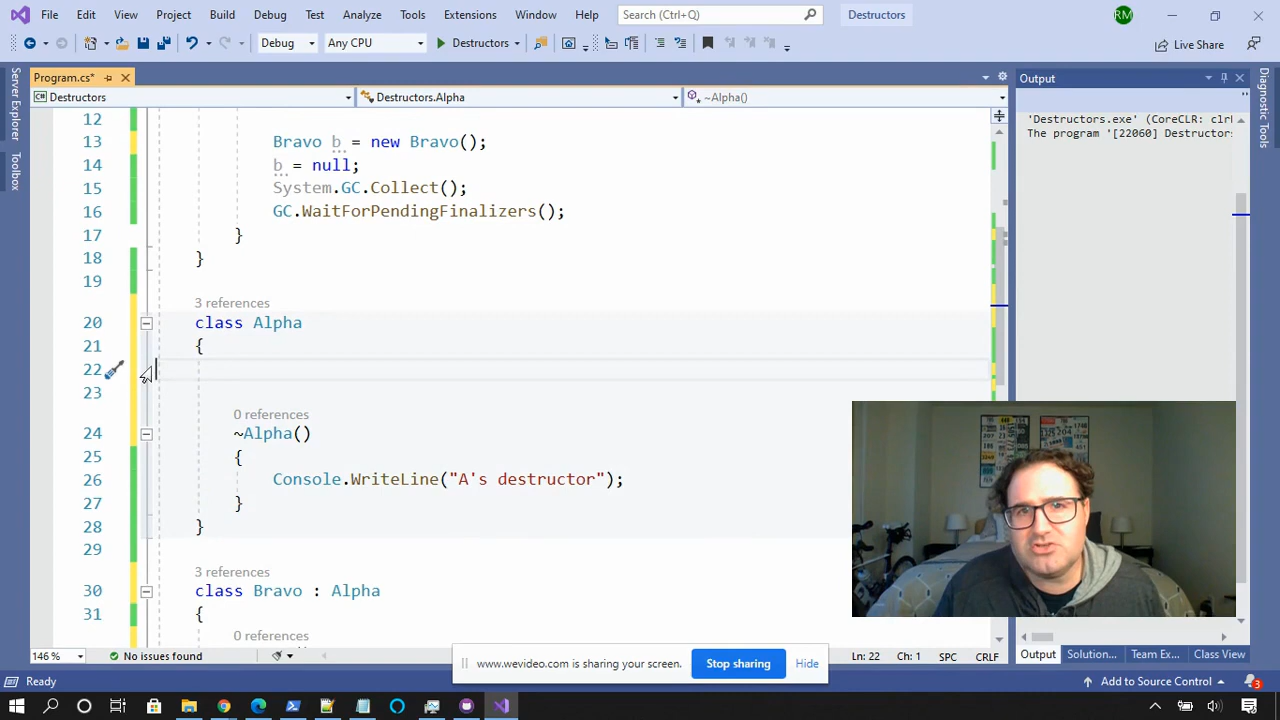 File Edit View Project Build Debug Test Analyze Tools Extensions Window Help Search (Ctrl+Q) Destructors RM
Debug Any CPU Destructors Live Share
Program.cs* Output
Destructors Destructors.Alpha ~Alpha()
Server Explorer
Toolbox
Diagnostic Tools
12
13 Bravo b = new Bravo();
14 b = null;
15 System.GC.Collect();
16 GC.WaitForPendingFinalizers();
17 }
18 }
19
3 references
20 class Alpha
21 {
22
23
0 references
24 ~Alpha()
25 {
26 Console.WriteLine("A's destructor");
27 }
28 }
29
3 references
30 class Bravo : Alpha
31 {
0 references
'Destructors.exe' (CoreCLR: clrl
The program '[22060] Destructor:
www.wevideo.com is sharing your screen. Stop sharing Hide
146 % No issues found Ln: 22 Ch: 1 SPC CRLF
Output Solution... Team Ex... Class View
Ready Add to Source Control 3